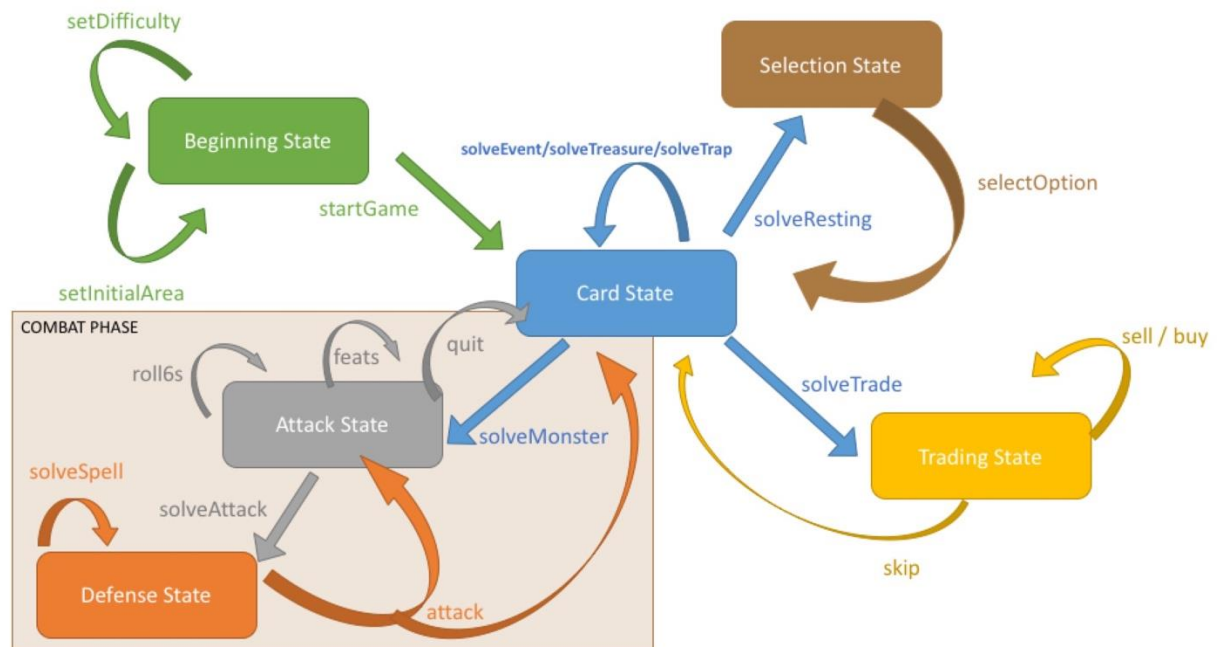 setDifficulty
Beginning State
setInitialArea
startGame
Selection State
selectOption
solveEvent/solveTreasure/solveTrap
solveResting
Card State
COMBAT PHASE
roll6s
feats
quit
Attack State
solveMonster
solveTrade
sell / buy
Trading State
skip
solveSpell
solveAttack
Defense State
attack